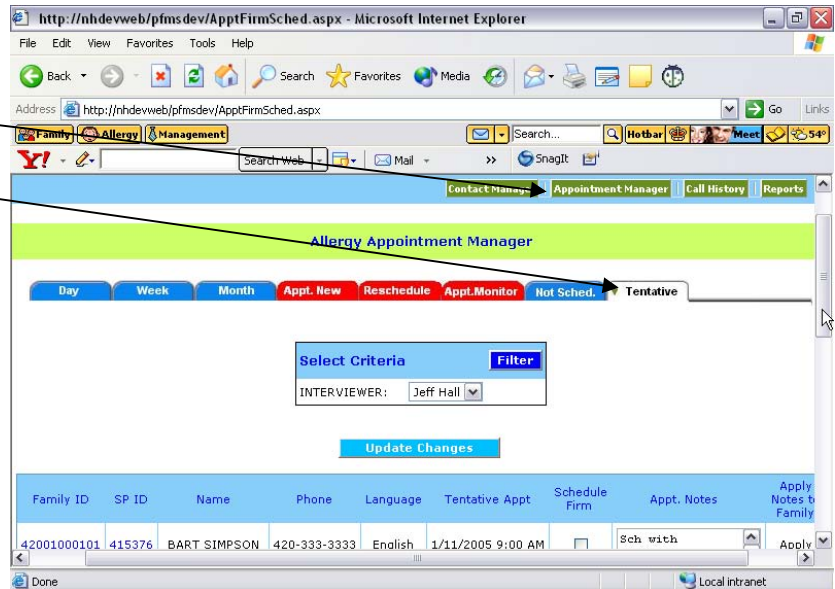 http://nhdevweb/pfmsdev/ApptFirmSched.aspx - Microsoft Internet Explorer
File Edit View Favorites Tools Help
Back Search Favorites Media
Address http://nhdevweb/pfmsdev/ApptFirmSched.aspx Go Links
Family Allergy Management Search... Hotbar Meet 54°
Y! Search Web Mail » SnagIt
Contact Manager Appointment Manager Call History Reports
Allergy Appointment Manager
Day Week Month Appt. New Reschedule Appt.Monitor Not Sched. Tentative
Select Criteria Filter
INTERVIEWER: Jeff Hall
Update Changes
Family ID SP ID Name Phone Language Tentative Appt Schedule Firm Appt. Notes Apply Notes to Family
42001000101 415376 BART SIMPSON 420-333-3333 English 1/11/2005 9:00 AM Sch with Apply
Done Local intranet